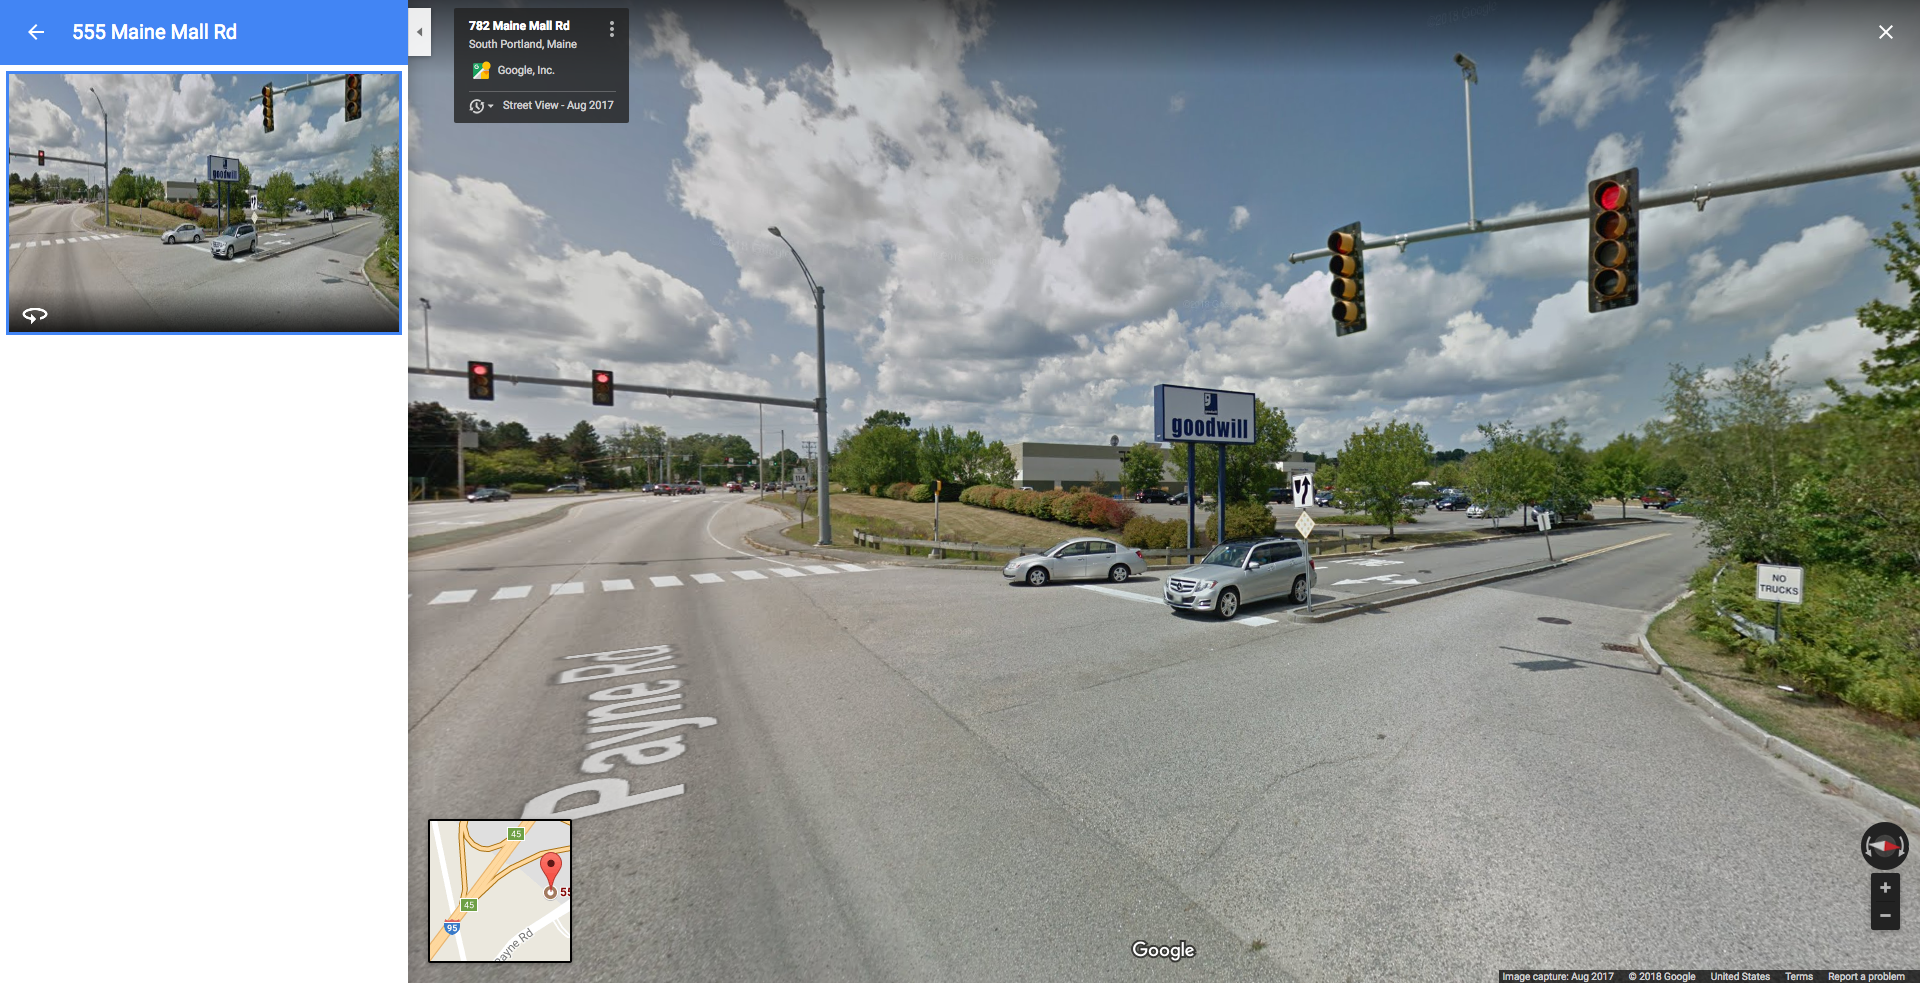 555 Maine Mall Rd
782 Maine Mall Rd
South Portland, Maine
Google, Inc.
Street View - Aug 2017
goodwill
114
NO
TRUCKS
Payne Rd
45
55
45
95
Payne Rd
Google
Image capture: Aug 2017 © 2018 Google United States Terms Report a problem